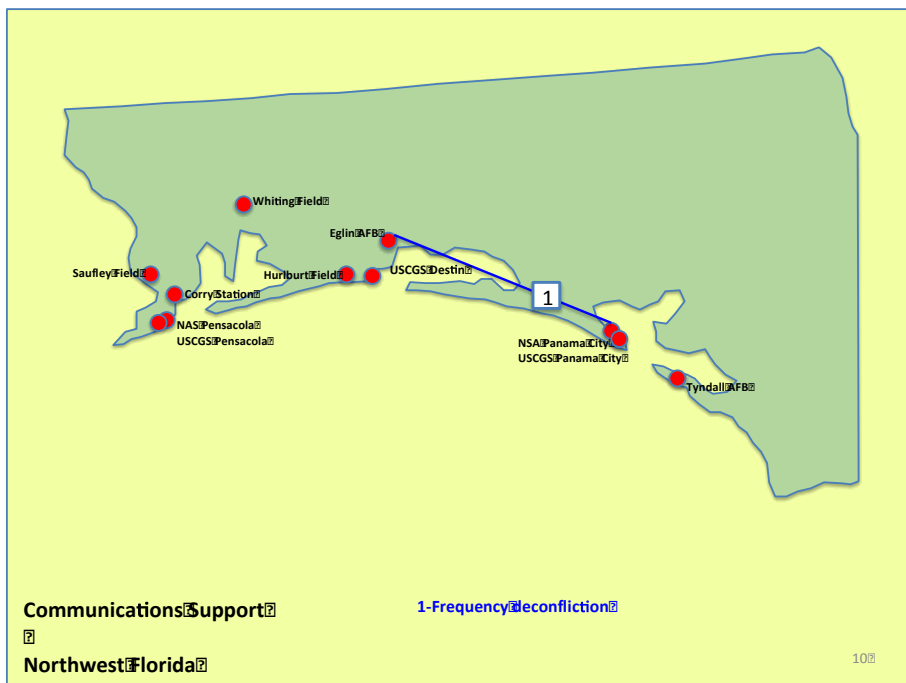 Whiting Field
Eglin AFB
Saufley Field
Hurlburt Field
USCGS Destin
Corry Station
1
NAS Pensacola
USCGS Pensacola
NSA Panama City
USCGS Panama City
Tyndall AFB
Communications Support
1-Frequency deconfliction
Northwest Florida
10